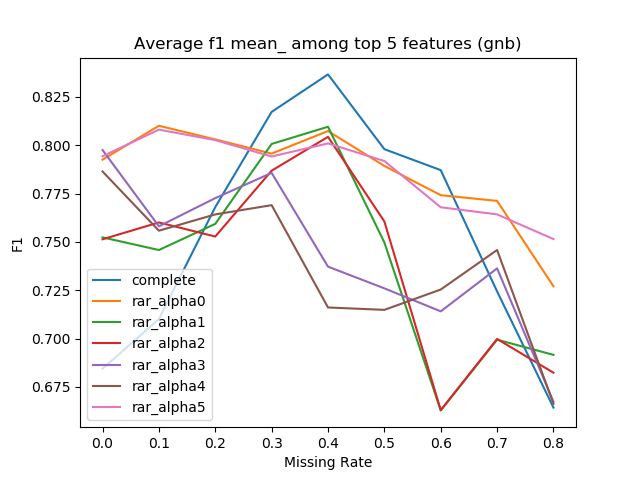 Average f1 mean_ among top 5 features (gnb)
F1
0.825
0.800
0.775
0.750
0.725
0.700
0.675
complete
rar_alpha0
rar_alpha1
rar_alpha2
rar_alpha3
rar_alpha4
rar_alpha5
0.0 0.1 0.2 0.3 0.4 0.5 0.6 0.7 0.8
Missing Rate